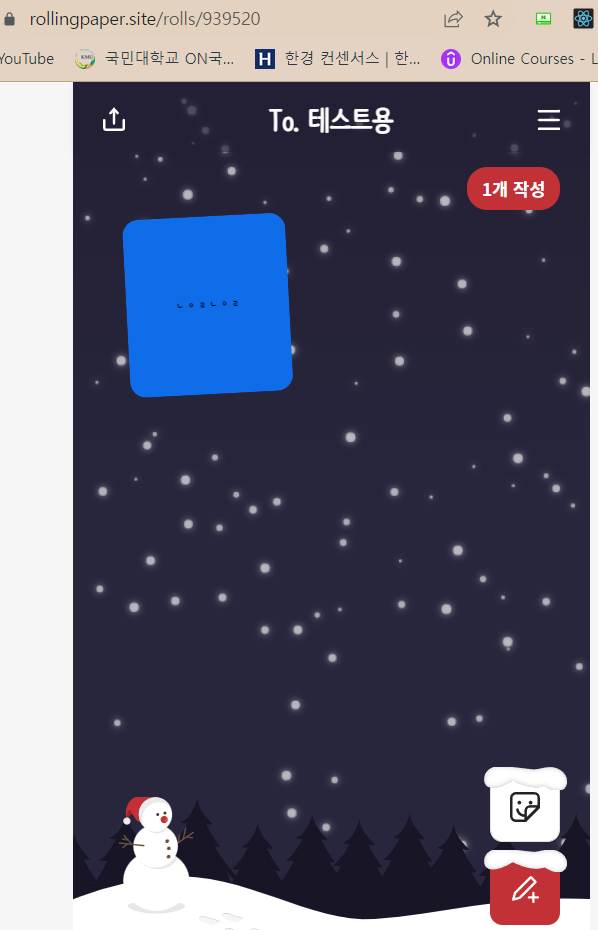 rollingpaper.site/rolls/939520
YouTube 국민대학교 ON국... 한경 컨센서스 | 한... Online Courses - L
To. 테스트용
1개 작성
ㄴㅇㄹㄴㅇㄹ